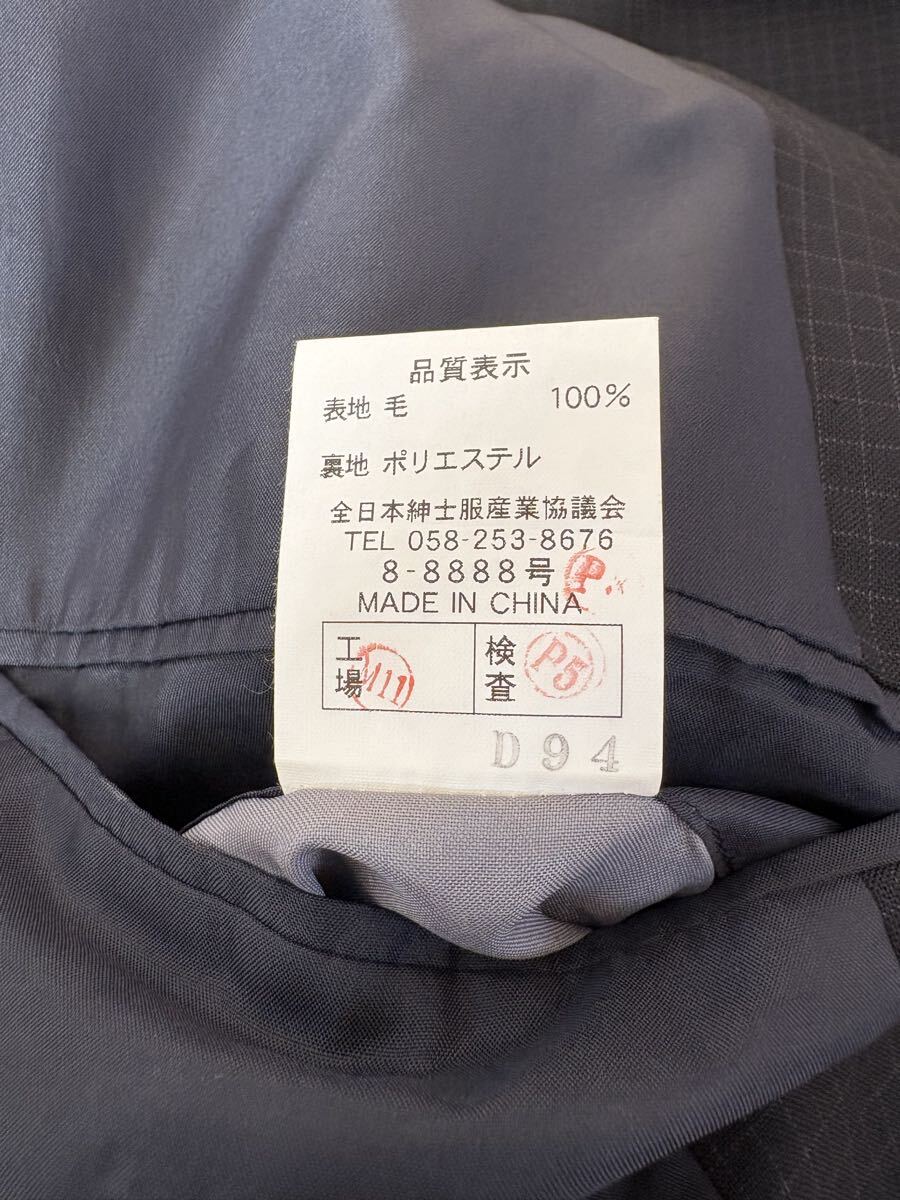 品質表示
表地 毛 100%
裏地 ポリエステル
全日本紳士服産業協議会
TEL 058-253-8676
8-8888号 P.
MADE IN CHINA
工場 M11
検査 P5
D94